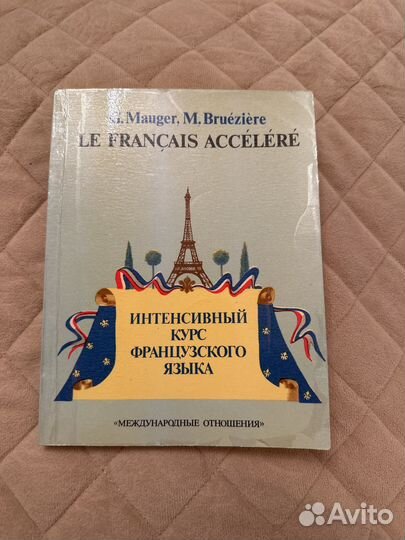 G. Mauger, M. Bruézière
LE FRANÇAIS ACCÉLÉRÉ
ИНТЕНСИВНЫЙ
КУРС
ФРАНЦУЗСКОГО
ЯЗЫКА
«МЕЖДУНАРОДНЫЕ ОТНОШЕНИЯ»
Avito